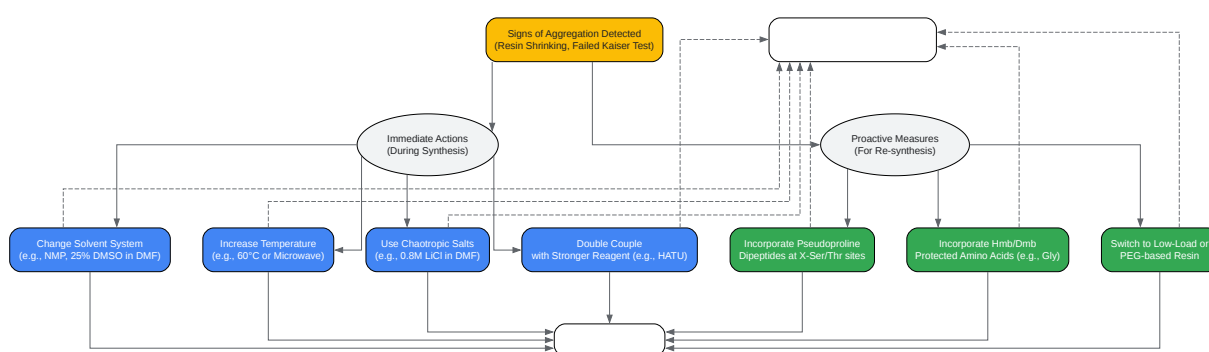 Signs of Aggregation Detected
(Resin Shrinking, Failed Kaiser Test)
Immediate Actions
(During Synthesis)
Proactive Measures
(For Re-synthesis)
Change Solvent System
(e.g., NMP, 25% DMSO in DMF)
Increase Temperature
(e.g., 60°C or Microwave)
Use Chaotropic Salts
(e.g., 0.8M LiCl in DMF)
Double Couple
with Stronger Reagent (e.g., HATU)
Incorporate Pseudoproline
Dipeptides at X-Ser/Thr sites
Incorporate Hmb/Dmb
Protected Amino Acids (e.g., Gly)
Switch to Low-Load or
PEG-based Resin